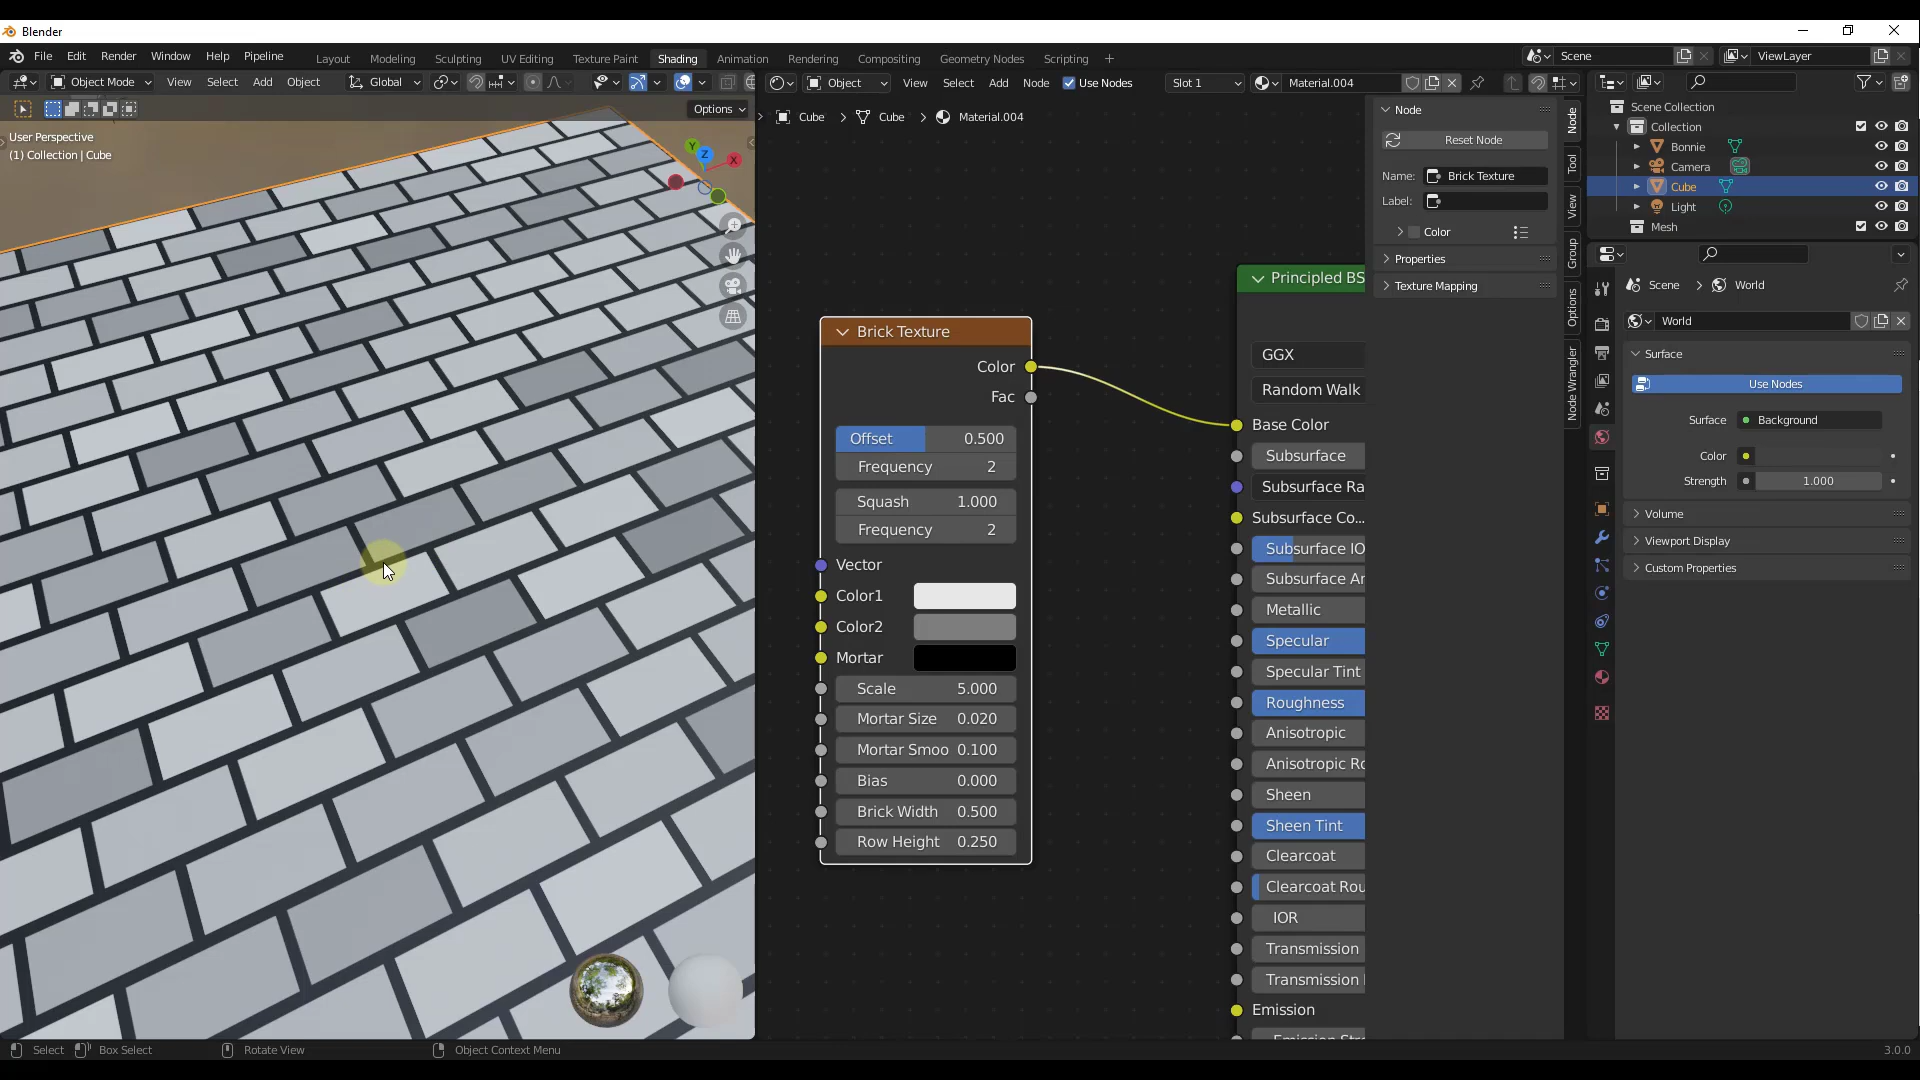 Blender
File Edit Render Window Help Pipeline Layout Modeling Sculpting UV Editing Texture Paint Shading Animation Rendering Compositing Geometry Nodes Scripting + Scene ViewLayer
Object Mode View Select Add Object Global Object View Select Add Node Use Nodes Slot 1 Material.004
Options
Cube > Cube > Material.004
User Perspective
(1) Collection | Cube
Y
Z
X
Brick Texture
Color
Fac
Offset 0.500
Frequency 2
Squash 1.000
Frequency 2
Vector
Color1
Color2
Mortar
Scale 5.000
Mortar Size 0.020
Mortar Smoo 0.100
Bias 0.000
Brick Width 0.500
Row Height 0.250
Principled BS
GGX
Random Walk
Base Color
Subsurface
Subsurface Ra
Subsurface Co...
Subsurface IO
Subsurface Ar
Metallic
Specular
Specular Tint
Roughness
Anisotropic
Anisotropic Ro
Sheen
Sheen Tint
Clearcoat
Clearcoat Rou
IOR
Transmission
Transmission
Emission
Emission Stre
Node
Reset Node
Name: Brick Texture
Label:
Color
Properties
Texture Mapping
Node
Tool
View
Group
Options
Node Wrangler
Scene Collection
Collection
Bonnie
Camera
Cube
Light
Mesh
Scene > World
World
Surface
Use Nodes
Surface Background
Color
Strength 1.000
Volume
Viewport Display
Custom Properties
Select Box Select Rotate View Object Context Menu 3.0.0